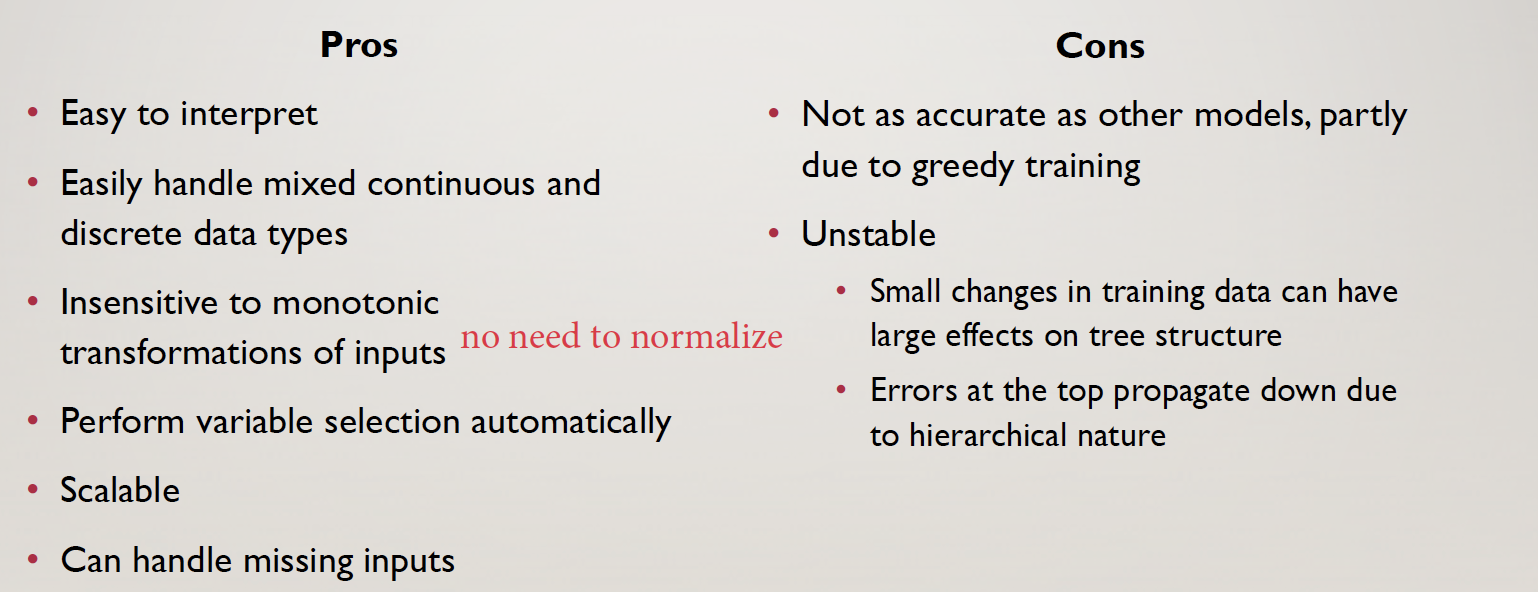 Pros
• Easy to interpret
• Easily handle mixed continuous and
discrete data types
• Insensitive to monotonic
transformations of inputs no need to normalize
• Perform variable selection automatically
• Scalable
• Can handle missing inputs
Cons
• Not as accurate as other models, partly
due to greedy training
• Unstable
• Small changes in training data can have
large effects on tree structure
• Errors at the top propagate down due
to hierarchical nature